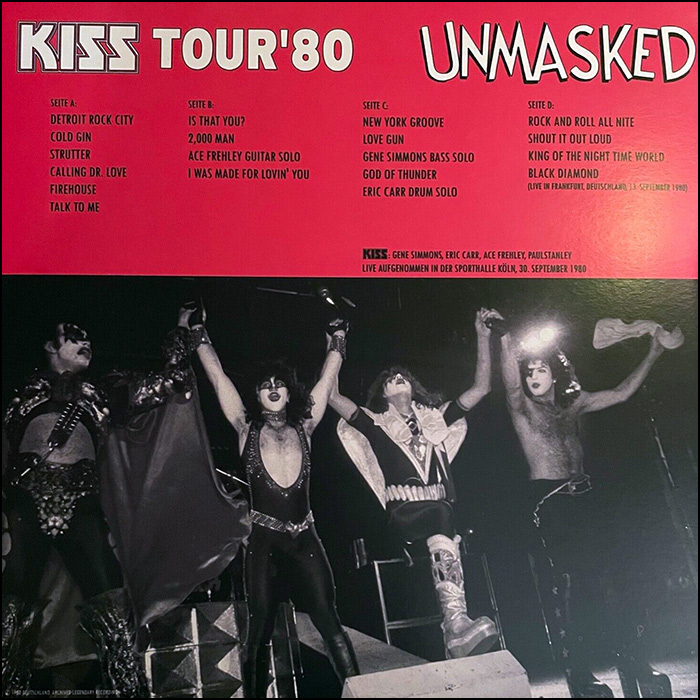 KISS TOUR'80
UNMASKED
SEITE A:
DETROIT ROCK CITY
COLD GIN
STRUTTER
CALLING DR. LOVE
FIREHOUSE
TALK TO ME
SEITE B:
IS THAT YOU?
2,000 MAN
ACE FREHLEY GUITAR SOLO
I WAS MADE FOR LOVIN' YOU
SEITE C:
NEW YORK GROOVE
LOVE GUN
GENE SIMMONS BASS SOLO
GOD OF THUNDER
ERIC CARR DRUM SOLO
SEITE D:
ROCK AND ROLL ALL NITE
SHOUT IT OUT LOUD
KING OF THE NIGHT TIME WORLD
BLACK DIAMOND
(LIVE IN FRANKFURT, DEUTSCHLAND, SEPTEMBER 1980)
KISS: GENE SIMMONS, ERIC CARR, ACE FREHLEY, PAULSTANLEY
LIVE AUFGENOMMEN IN DER SPORTHALLE KÖLN, 30. SEPTEMBER 1980
DEUTSCHLAND, ARCHIVED LEGENDARY RECORDINGS